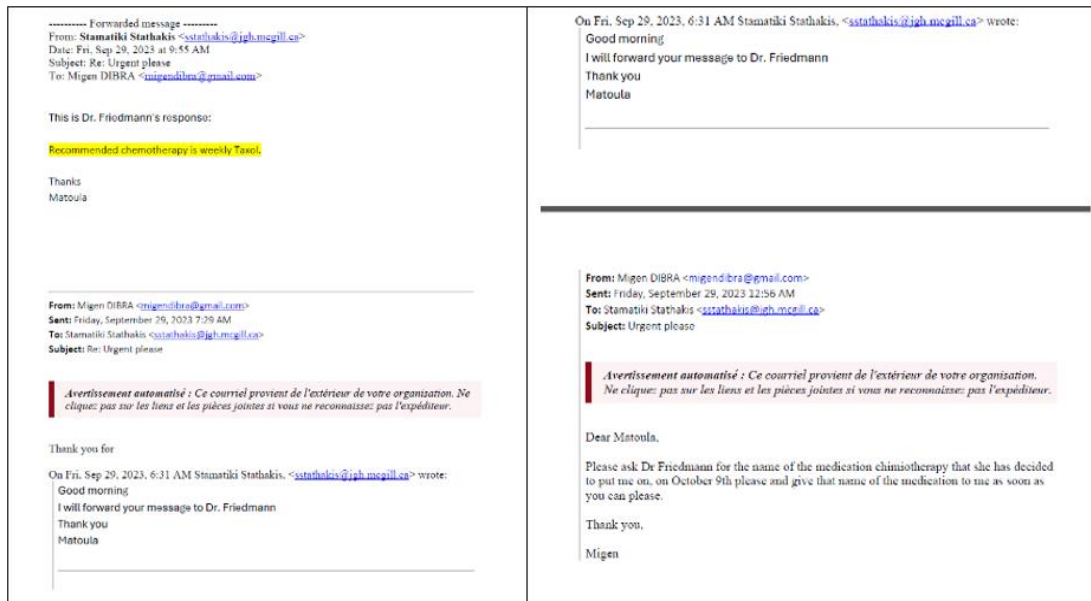 ---------- Forwarded message ---------
From: Stamatiki Stathakis <sstathakis@jgh.mcgill.ca>
Date: Fri, Sep 29, 2023 at 9:55 AM
Subject: Re: Urgent please
To: Migen DIBRA <migendibra@gmail.com>
This is Dr. Friedmann's response:
Recommended chemotherapy is weekly Taxol.
Thanks
Matoula
From: Migen DIBRA <migendibra@gmail.com>
Sent: Friday, September 29, 2023 7:29 AM
To: Stamatiki Stathakis <sstathakis@jgh.mcgill.ca>
Subject: Re: Urgent please
Avertissement automatisé : Ce courriel provient de l'extérieur de votre organisation. Ne
cliquez pas sur les liens et les pièces jointes si vous ne reconnaissez pas l'expéditeur.
Thank you for
On Fri, Sep 29, 2023, 6:31 AM Stamatiki Stathakis, <sstathakis@jgh.mcgill.ca> wrote:
Good morning
I will forward your message to Dr. Friedmann
Thank you
Matoula
On Fri, Sep 29, 2023, 6:31 AM Stamatiki Stathakis, <sstathakis@jgh.mcgill.ca> wrote:
Good morning
I will forward your message to Dr. Friedmann
Thank you
Matoula
From: Migen DIBRA <migendibra@gmail.com>
Sent: Friday, September 29, 2023 12:56 AM
To: Stamatiki Stathakis <sstathakis@jgh.mcgill.ca>
Subject: Urgent please
Avertissement automatisé : Ce courriel provient de l'extérieur de votre organisation.
Ne cliquez pas sur les liens et les pièces jointes si vous ne reconnaissez pas l'expéditeur.
Dear Matoula,
Please ask Dr Friedmann for the name of the medication chimiotherapy that she has decided
to put me on, on October 9th please and give that name of the medication to me as soon as
you can please.
Thank you,
Migen